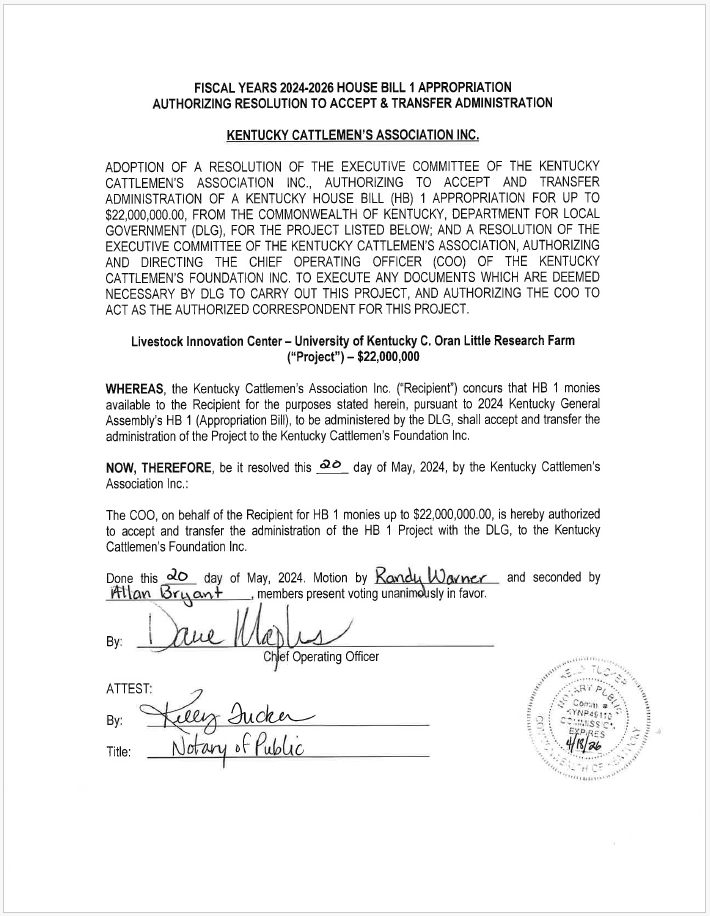 FISCAL YEARS 2024-2026 HOUSE BILL 1 APPROPRIATION
AUTHORIZING RESOLUTION TO ACCEPT & TRANSFER ADMINISTRATION
KENTUCKY CATTLEMEN'S ASSOCIATION INC.
ADOPTION OF A RESOLUTION OF THE EXECUTIVE COMMITTEE OF THE KENTUCKY
CATTLEMEN'S ASSOCIATION INC., AUTHORIZING TO ACCEPT AND TRANSFER
ADMINISTRATION OF A KENTUCKY HOUSE BILL (HB) 1 APPROPRIATION FOR UP TO
$22,000,000.00, FROM THE COMMONWEALTH OF KENTUCKY, DEPARTMENT FOR LOCAL
GOVERNMENT (DLG), FOR THE PROJECT LISTED BELOW; AND A RESOLUTION OF THE
EXECUTIVE COMMITTEE OF THE KENTUCKY CATTLEMEN'S ASSOCIATION, AUTHORIZING
AND DIRECTING THE CHIEF OPERATING OFFICER (COO) OF THE KENTUCKY
CATTLEMEN'S FOUNDATION INC. TO EXECUTE ANY DOCUMENTS WHICH ARE DEEMED
NECESSARY BY DLG TO CARRY OUT THIS PROJECT, AND AUTHORIZING THE COO TO
ACT AS THE AUTHORIZED CORRESPONDENT FOR THIS PROJECT.
Livestock Innovation Center – University of Kentucky C. Oran Little Research Farm
("Project") – $22,000,000
WHEREAS, the Kentucky Cattlemen's Association Inc. ("Recipient") concurs that HB 1 monies
available to the Recipient for the purposes stated herein, pursuant to 2024 Kentucky General
Assembly's HB 1 (Appropriation Bill), to be administered by the DLG, shall accept and transfer the
administration of the Project to the Kentucky Cattlemen's Foundation Inc.
NOW, THEREFORE, be it resolved this 20 day of May, 2024, by the Kentucky Cattlemen's
Association Inc.:
The COO, on behalf of the Recipient for HB 1 monies up to $22,000,000.00, is hereby authorized
to accept and transfer the administration of the HB 1 Project with the DLG, to the Kentucky
Cattlemen's Foundation Inc.
Done this 20 day of May, 2024. Motion by Randy Warner and seconded by
Allan Bryant, members present voting unanimously in favor.
By: Dave Maples
Chief Operating Officer
ATTEST:
By: Kelly Tucker
Title: Notary of Public
KELLY TUCKER
NOTARY PUBLIC
Comm #
KYNP49110
COMMISSION
EXPIRES
4/18/26
COMMONWEALTH OF KENTUCKY